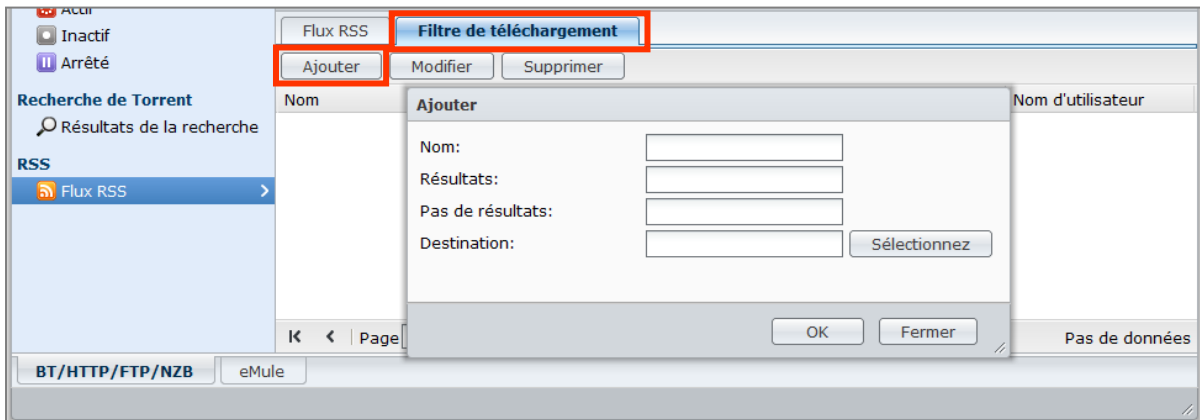 Actif
Inactif
Arrêté
Recherche de Torrent
Résultats de la recherche
RSS
Flux RSS
Flux RSS Filtre de téléchargement
Ajouter Modifier Supprimer
Nom Nom d'utilisateur
Ajouter
Nom:
Résultats:
Pas de résultats:
Destination: Sélectionnez
OK Fermer
Page Pas de données
BT/HTTP/FTP/NZB eMule